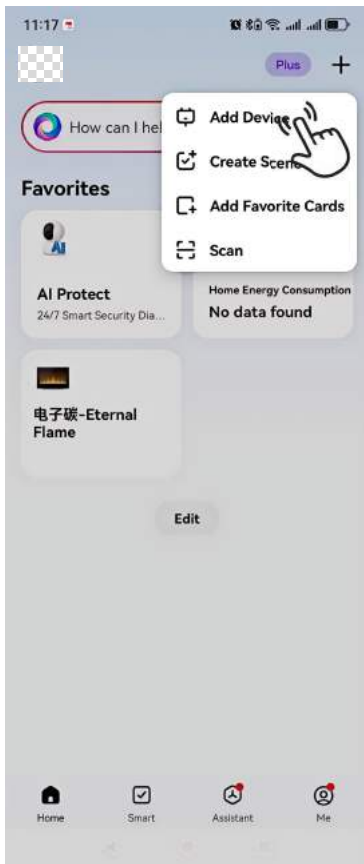 11:17
Plus
How can I hel
Add Device
Create Scene
Add Favorite Cards
Scan
Favorites
AI
AI Protect
24/7 Smart Security Dia...
Home Energy Consumption
No data found
电子碳-Eternal
Flame
Edit
Home
Smart
Assistant
Me